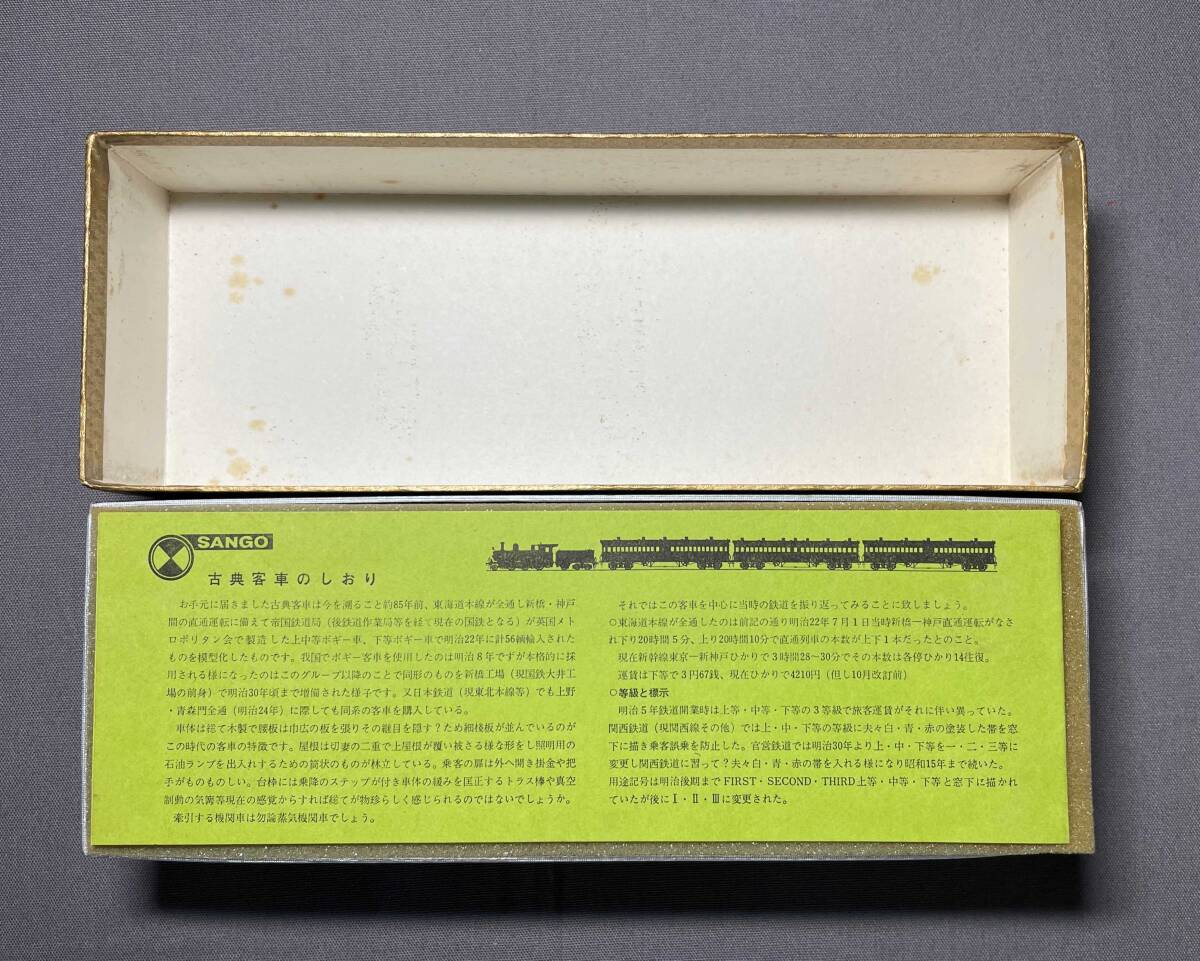 SANGO
古典客車のしおり
お手元に届きました古典客車は今を溯ること約85年前、東海道本線が全通し新橋・神戸
間の直通運転に備えて帝国鉄道局（後鉄道作業局等を経て現在の国鉄となる）が英国メト
ロポリタン会で製造した上中等ボギー車、下等ボギー車で明治22年に計56輌輸入された
ものを模型化したものです。我国でボギー客車を使用したのは明治8年でずが本格的に採
用される様になったのはこのグループ以降のことで同形のものを新橋工場（現国鉄大井工
場の前身）で明治30年頃まで増備された様子です。又日本鉄道（現東北本線等）でも上野
・青森門全通（明治24年）に際しても同系の客車を購入している。
車体は総て木製で腰板は巾広の板を張りその継目を隠す？ため細棧板が並んでいるのが
この時代の客車の特徴です。屋根は切妻の二重で上屋根が覆い被さる様な形をし照明用の
石油ランプを出入れするための筒状のものが林立している。乗客の扉は外へ開き掛金や把
手がものものしい。台枠には乗降のステップが付き車体の緩みを匡正するトラス棒や真空
制動の気筩等現在の感覚からすれば総てが物珍らしく感じられるのではないでしょうか。
牽引する機関車は勿論蒸気機関車でしょう。
それではこの客車を中心に当時の鉄道を振り返ってみることに致しましょう。
○東海道本線が全通したのは前記の通り明治22年7月1日当時新橋−神戸直通運転がなさ
れ下り20時間5分、上り20時間10分で直通列車の本数が上下1本だったとのこと。
現在新幹線東京−新神戸ひかりで3時間28〜30分でその本数は各停ひかり14往復。
運賃は下等で3円67銭、現在ひかりで4210円（但し10月改訂前）
○等級と標示
明治5年鉄道開業時は上等・中等・下等の3等級で旅客運賃がそれに伴い異っていた。
関西鉄道（現関西線その他）では上・中・下等の等級に夫々白・青・赤の塗装した帯を窓
下に描き乗客誤乗を防止した。官営鉄道では明治30年より上・中・下等を一・二・三等に
変更し関西鉄道に習って？夫々白・青・赤の帯を入れる様になり昭和15年まで続いた。
用途記号は明治後期までFIRST・SECOND・THIRD上等・中等・下等と窓下に描かれ
ていたが後にⅠ・Ⅱ・Ⅲに変更された。